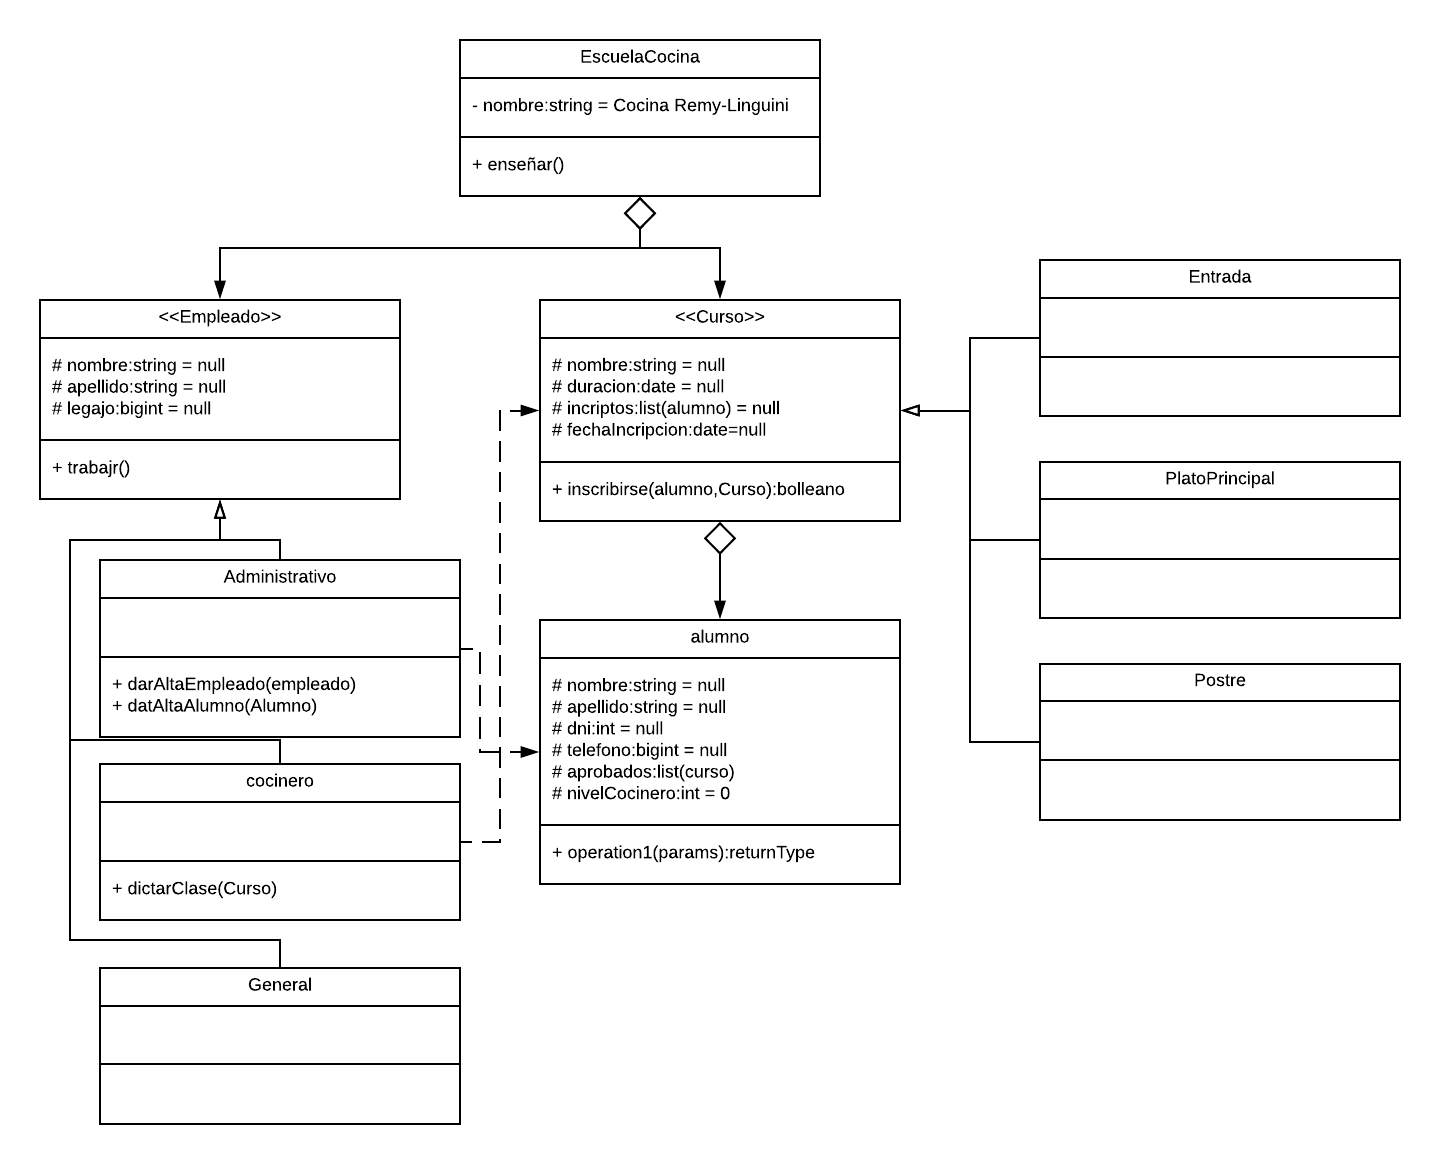 EscuelaCocina
- nombre:string = Cocina Remy-Linguini
+ enseñar()
<<Empleado>>
# nombre:string = null
# apellido:string = null
# legajo:bigint = null
+ trabajr()
<<Curso>>
# nombre:string = null
# duracion:date = null
# incriptos:list(alumno) = null
# fechaIncripcion:date=null
+ inscribirse(alumno,Curso):bolleano
Entrada
PlatoPrincipal
Postre
Administrativo
+ darAltaEmpleado(empleado)
+ datAltaAlumno(Alumno)
alumno
# nombre:string = null
# apellido:string = null
# dni:int = null
# telefono:bigint = null
# aprobados:list(curso)
# nivelCocinero:int = 0
+ operation1(params):returnType
cocinero
+ dictarClase(Curso)
General